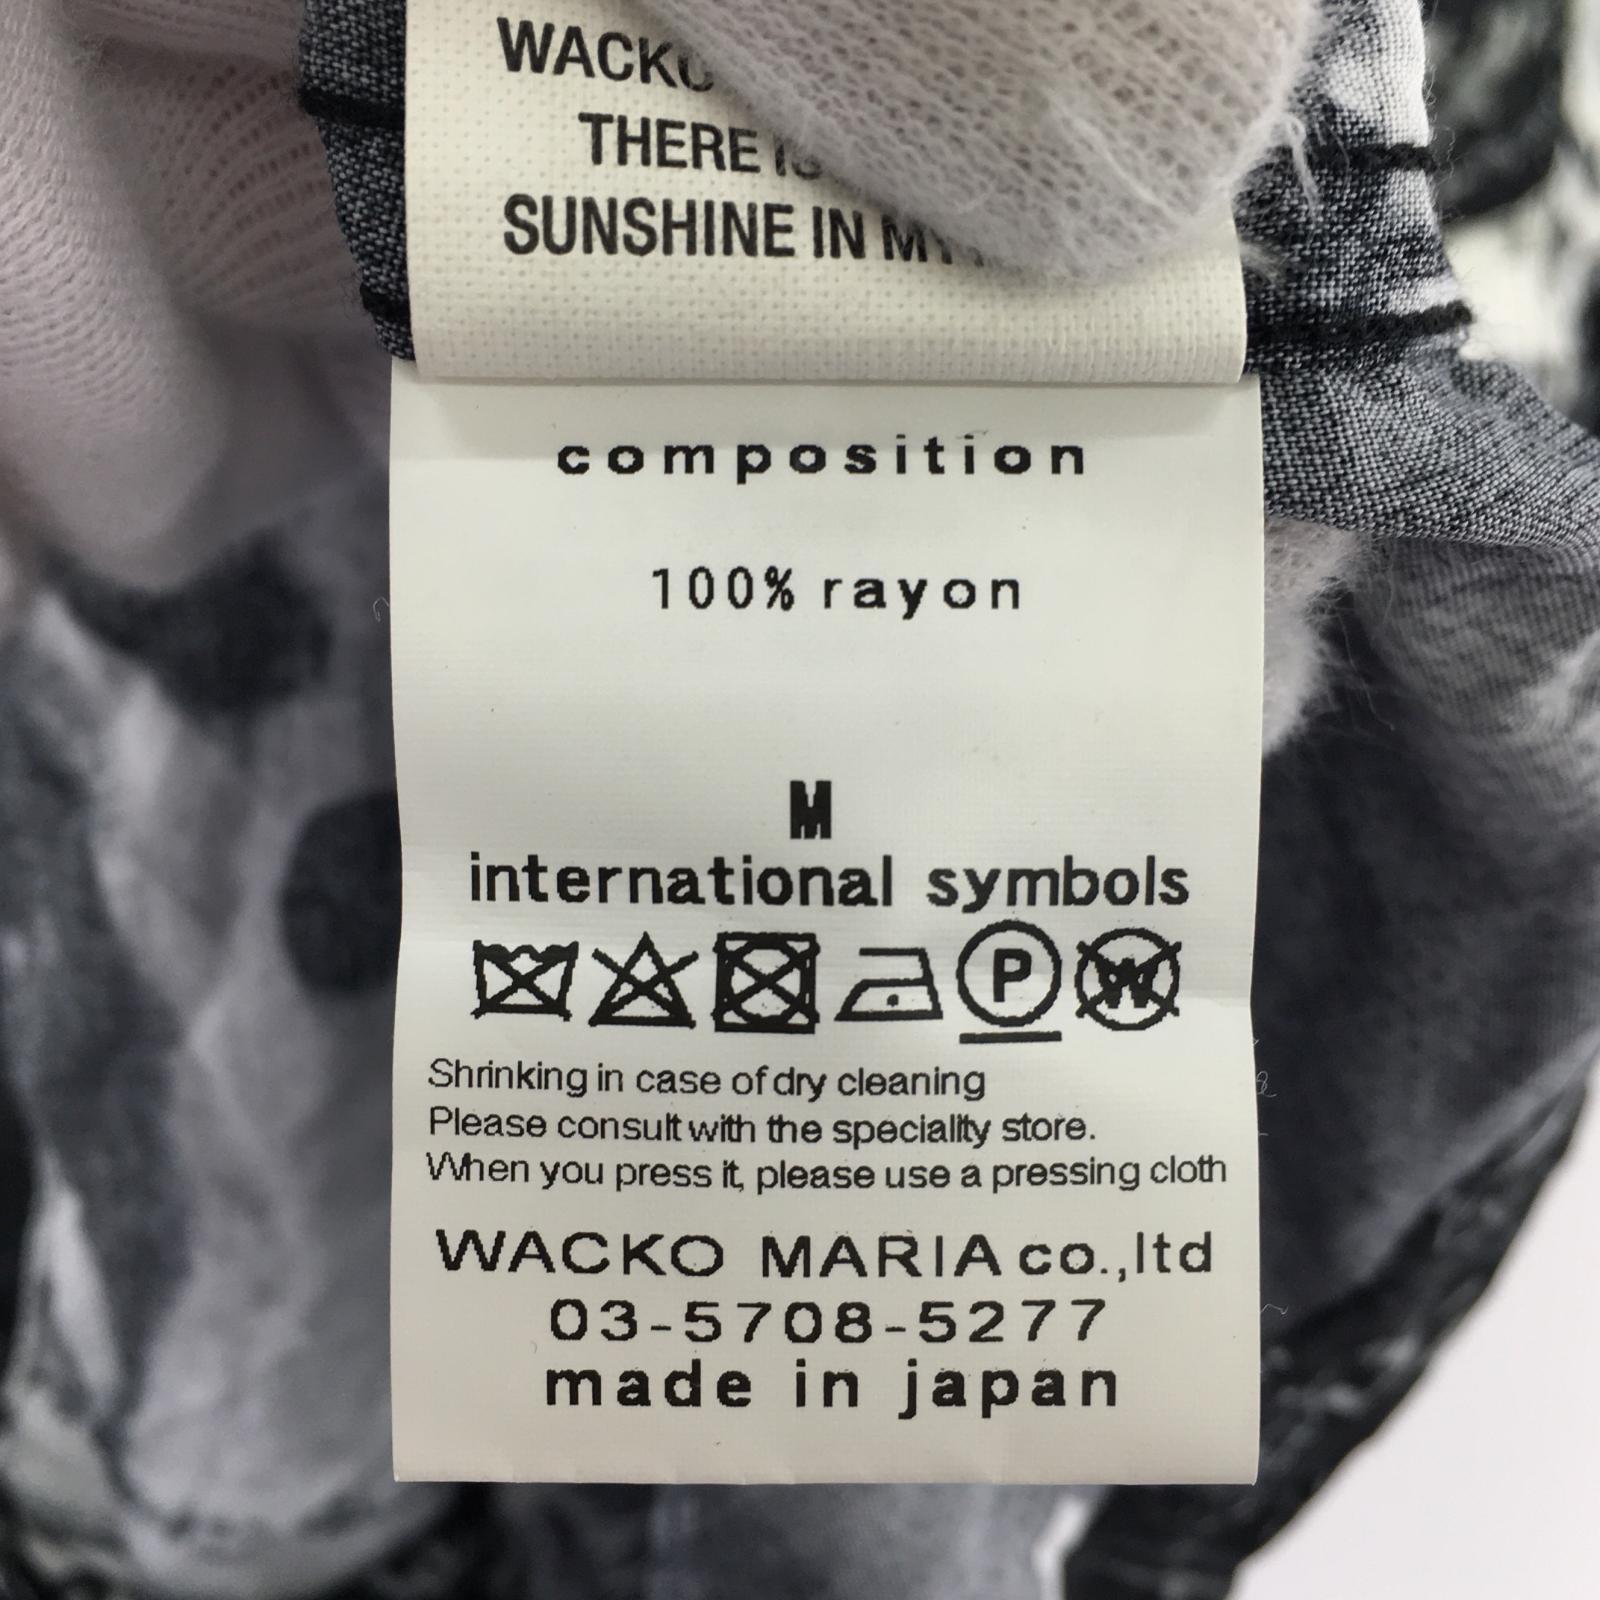 WACKO
THERE IS
SUNSHINE IN MY
composition
100% rayon
M
international symbols
P W
Shrinking in case of dry cleaning
Please consult with the speciality store.
When you press it, please use a pressing cloth
WACKO MARIA co.,ltd
03-5708-5277
made in japan